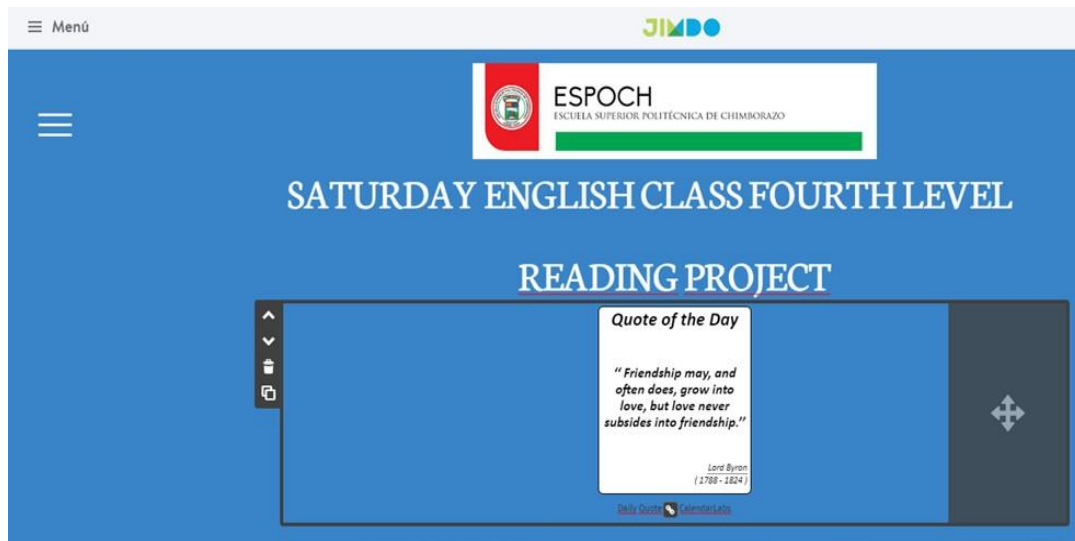 Menú
JIMDO
ESPOCH
ESCUELA SUPERIOR POLITÉCNICA DE CHIMBORAZO
SATURDAY ENGLISH CLASS FOURTH LEVEL
READING PROJECT
Quote of the Day
“ Friendship may, and
often does, grow into
love, but love never
subsides into friendship.”
Lord Byron
( 1788 - 1824 )
Daily Quote CalendarLabs